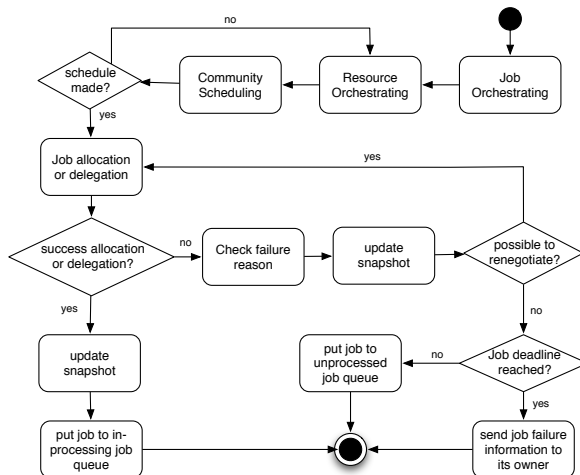 no
schedule
made?
Community
Scheduling
Resource
Orchestrating
Job
Orchestrating
yes
Job allocation
or delegation
yes
success allocation
or delegation?
no
Check failure
reason
update
snapshot
possible to
renegotiate?
yes
no
update
snapshot
put job to
unprocessed
job queue
no
Job deadline
reached?
yes
put job to in-
processing job
queue
send job failure
information to
its owner